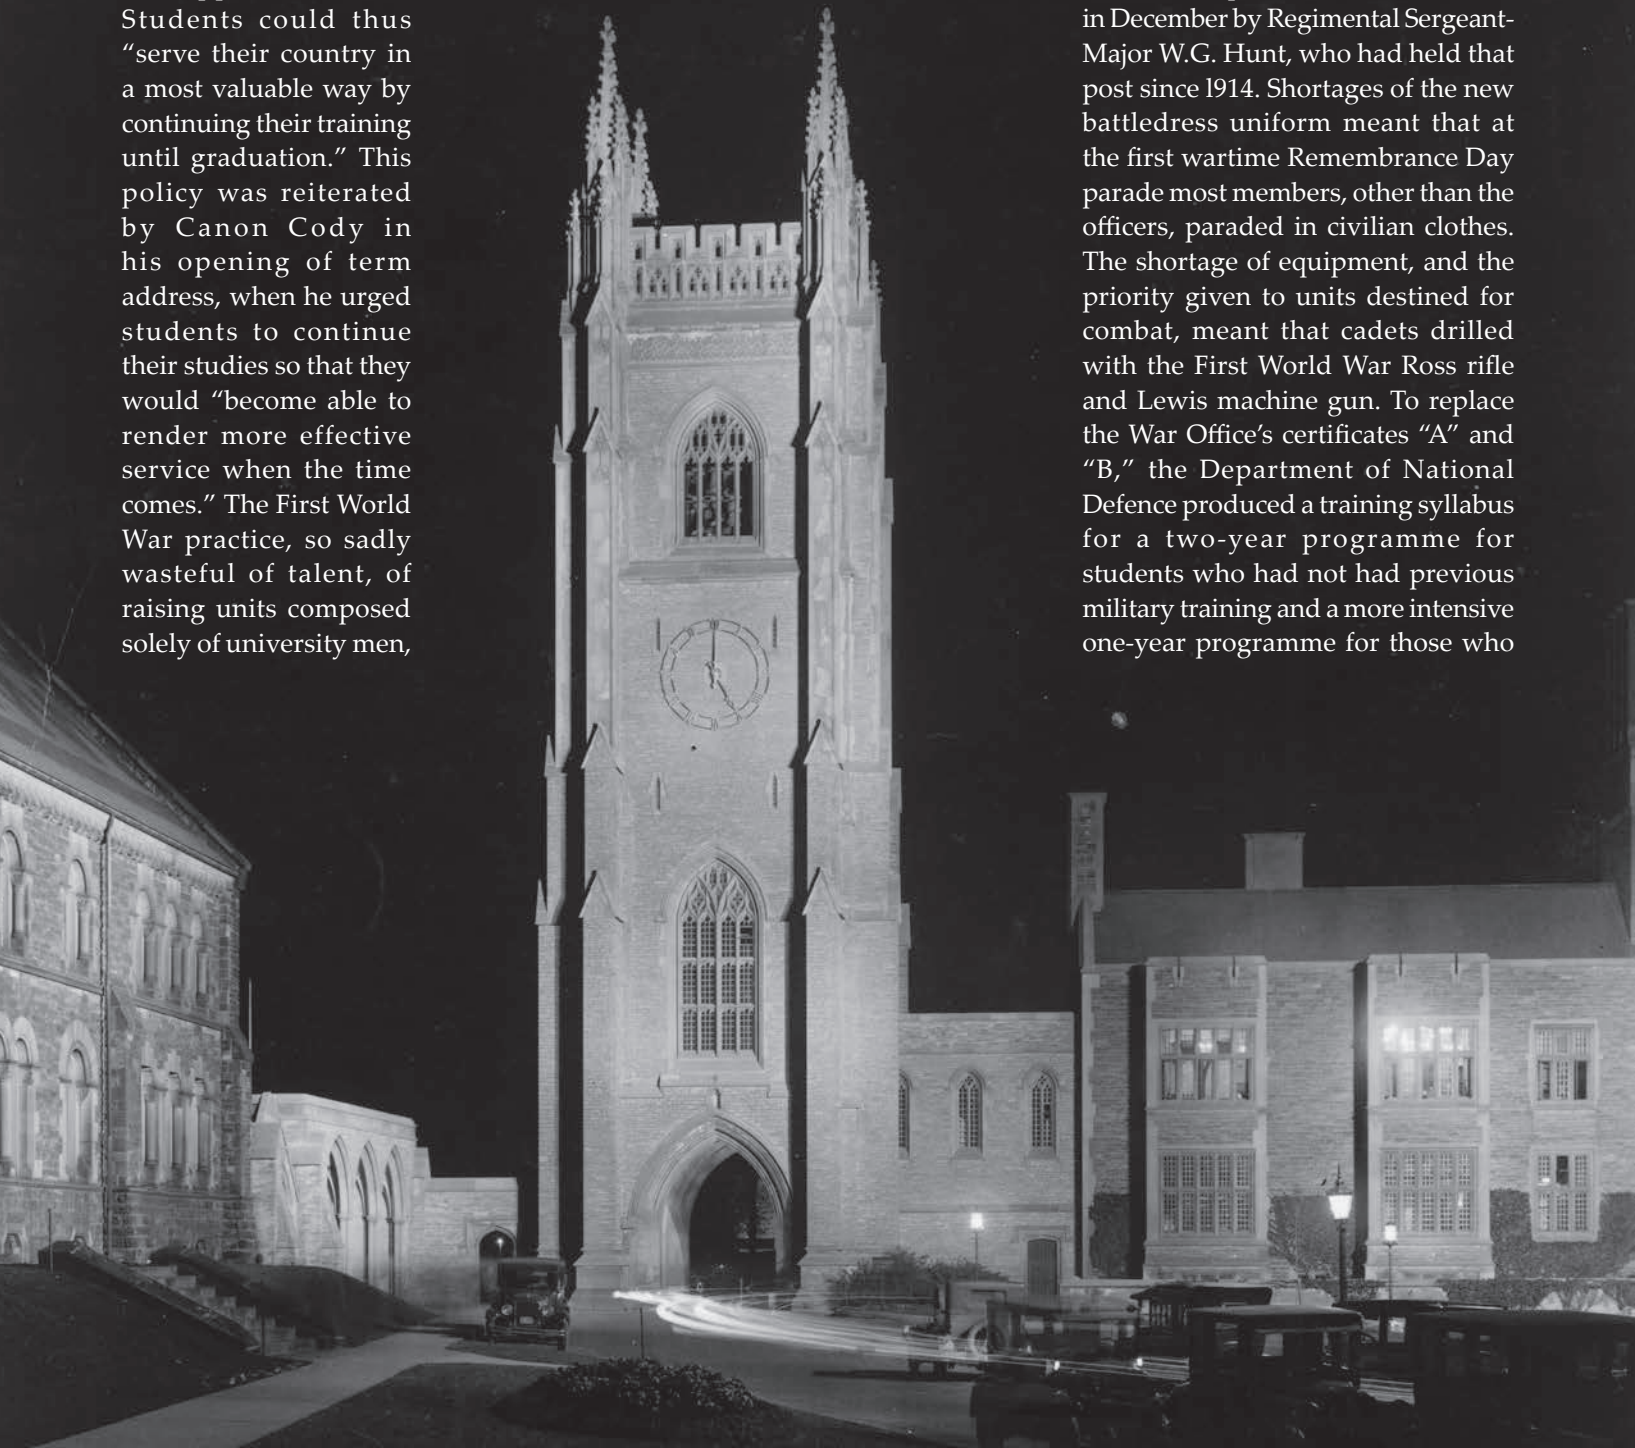 Students could thus
“serve their country in
a most valuable way by
continuing their training
until graduation.” This
policy was reiterated
by Canon Cody in
his opening of term
address, when he urged
students to continue
their studies so that they
would “become able to
render more effective
service when the time
comes.” The First World
War practice, so sadly
wasteful of talent, of
raising units composed
solely of university men,
in December by Regimental Sergeant-
Major W.G. Hunt, who had held that
post since l914. Shortages of the new
battledress uniform meant that at
the first wartime Remembrance Day
parade most members, other than the
officers, paraded in civilian clothes.
The shortage of equipment, and the
priority given to units destined for
combat, meant that cadets drilled
with the First World War Ross rifle
and Lewis machine gun. To replace
the War Office’s certificates “A” and
“B,” the Department of National
Defence produced a training syllabus
for a two-year programme for
students who had not had previous
military training and a more intensive
one-year programme for those who